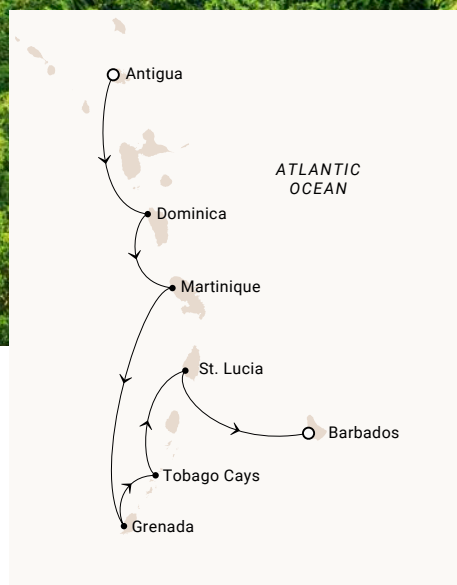 Antigua
ATLANTIC
OCEAN
Dominica
Martinique
St. Lucia
Barbados
Tobago Cays
Grenada